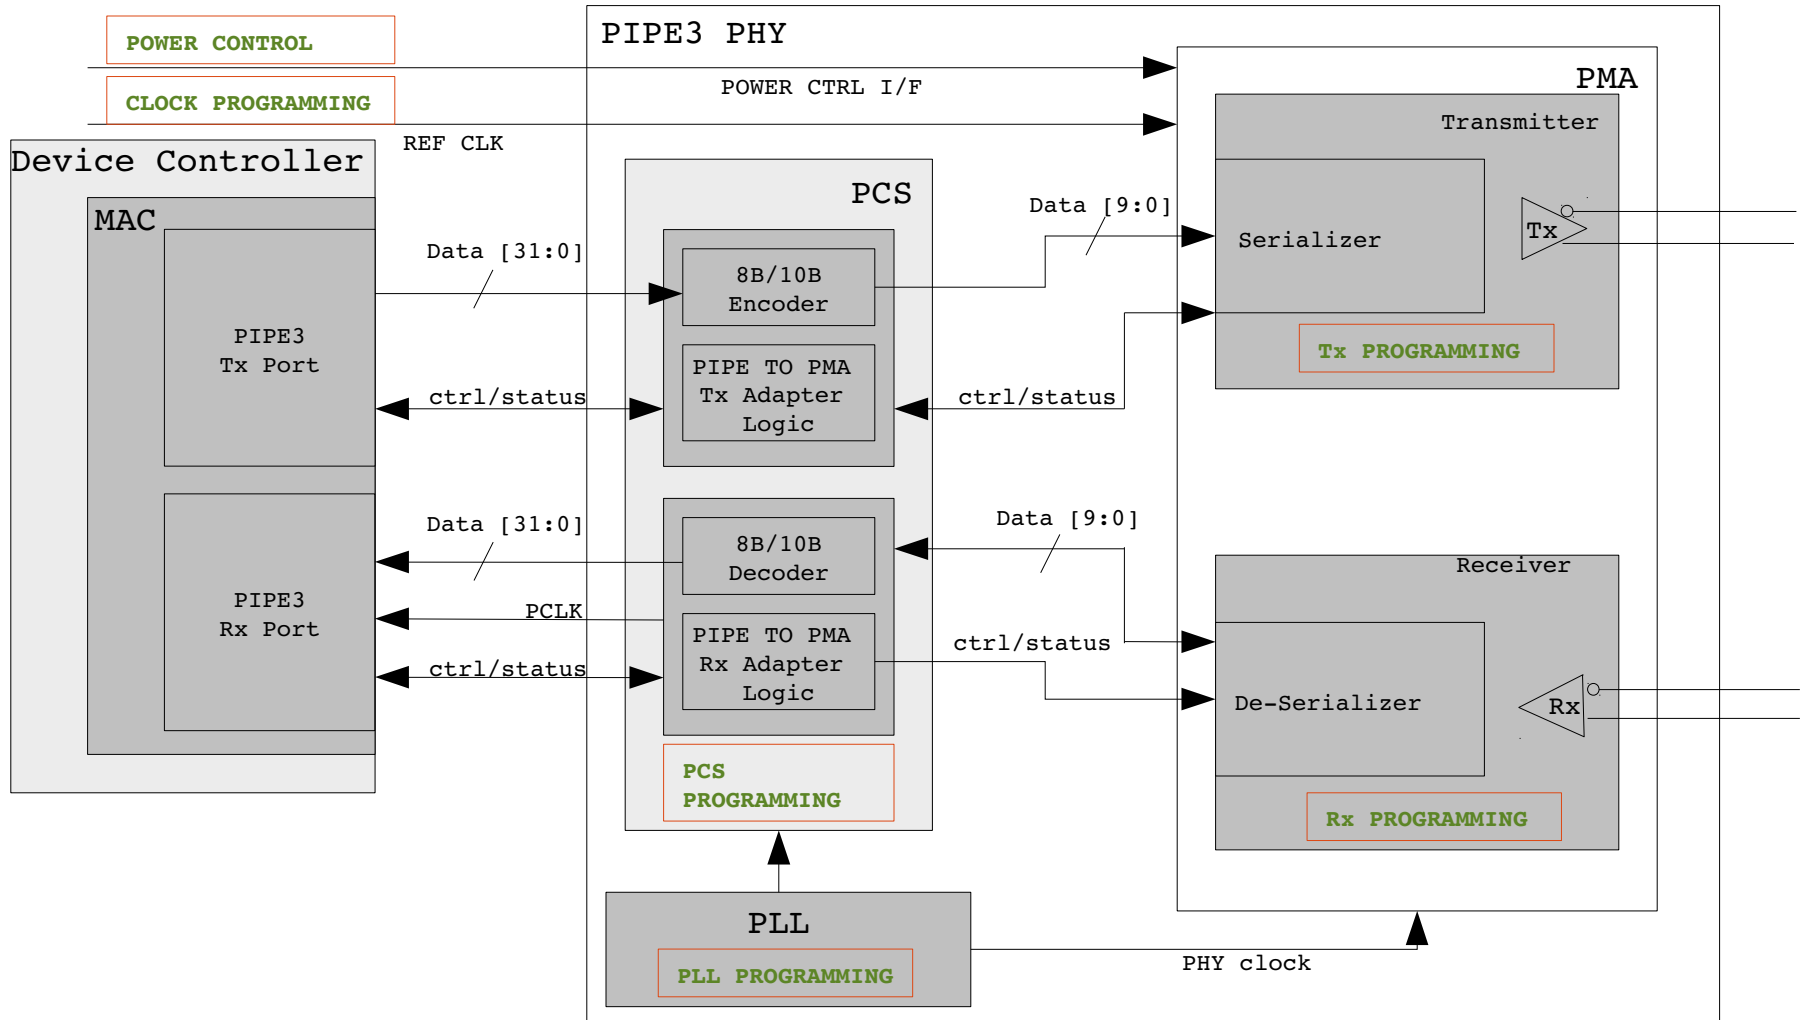 POWER CONTROL
PIPE3 PHY
POWER CTRL I/F
PMA
CLOCK PROGRAMMING
REF CLK
Transmitter
Device Controller
PCS
MAC
Data [9:0]
Data [31:0]
Serializer
Tx
8B/10B
Encoder
PIPE3
Tx Port
PIPE TO PMA
Tx Adapter
Logic
Tx PROGRAMMING
ctrl/status
ctrl/status
Data [31:0]
Data [9:0]
8B/10B
Decoder
Receiver
PIPE3
Rx Port
PCLK
PIPE TO PMA
Rx Adapter
Logic
ctrl/status
ctrl/status
De-Serializer
Rx
PCS
PROGRAMMING
Rx PROGRAMMING
PLL
PLL PROGRAMMING
PHY clock